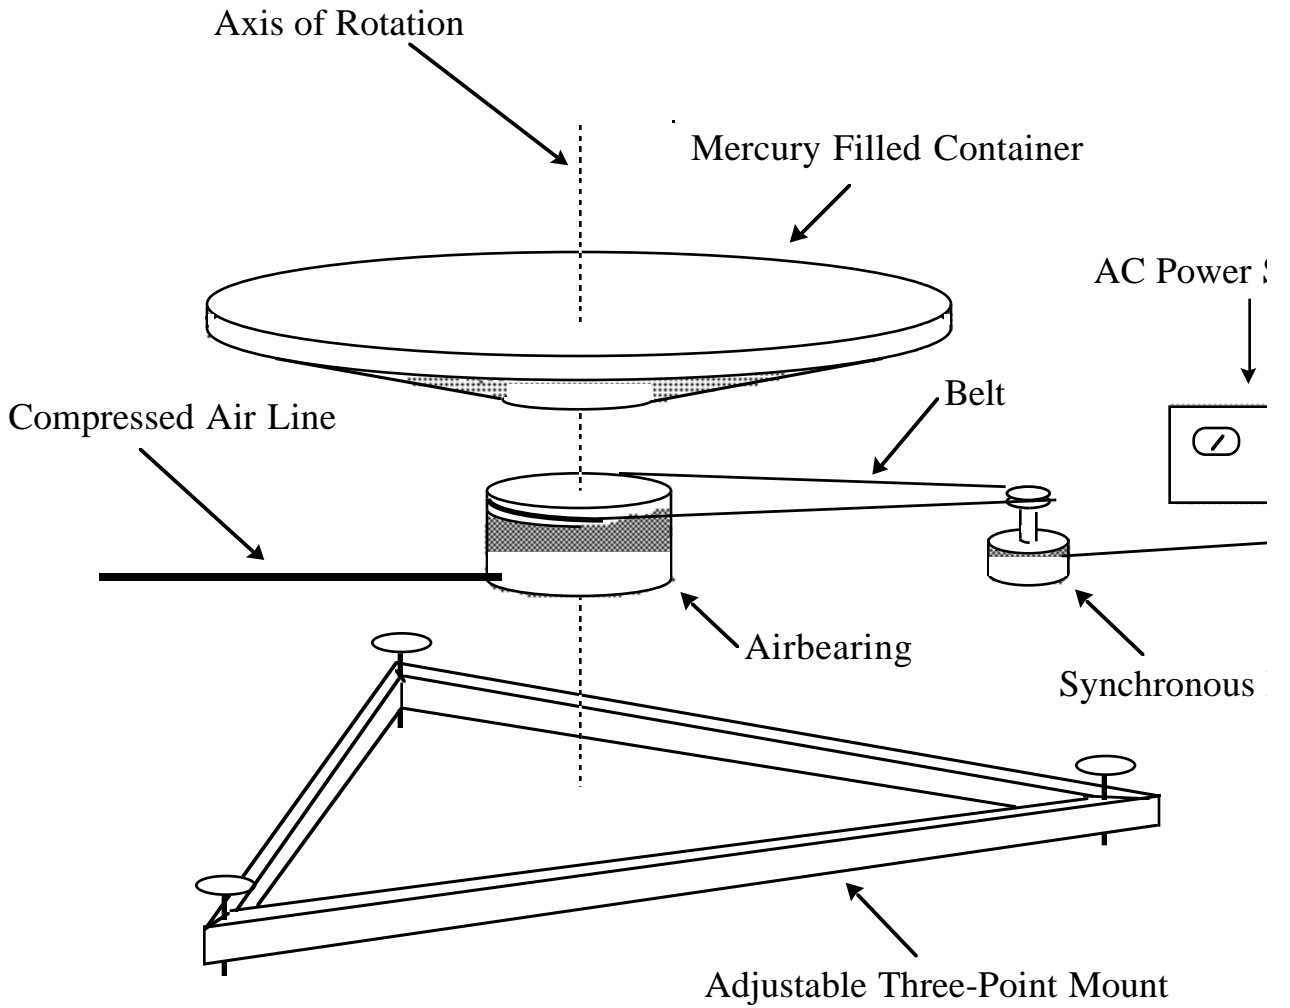 Axis of Rotation
Mercury Filled Container
AC Power
Belt
Compressed Air Line
Airbearing
Synchronous
Adjustable Three-Point Mount